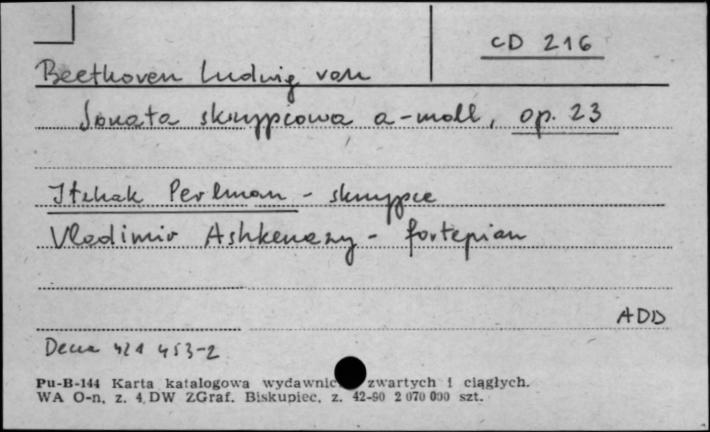 CD 216
Beethoven Ludwig van
Sonata skrzypcowa a-moll, op. 23
Itzhak Perlman - skrzypce
Vladimir Ashkenazy - fortepian
ADD
Decca 421 453-2
Pu-B-144 Karta katalogowa wydawnic zwartych i ciągłych.
WA O-n, z. 4 DW ZGraf. Biskupiec, z. 42-90 2 070 000 szt.